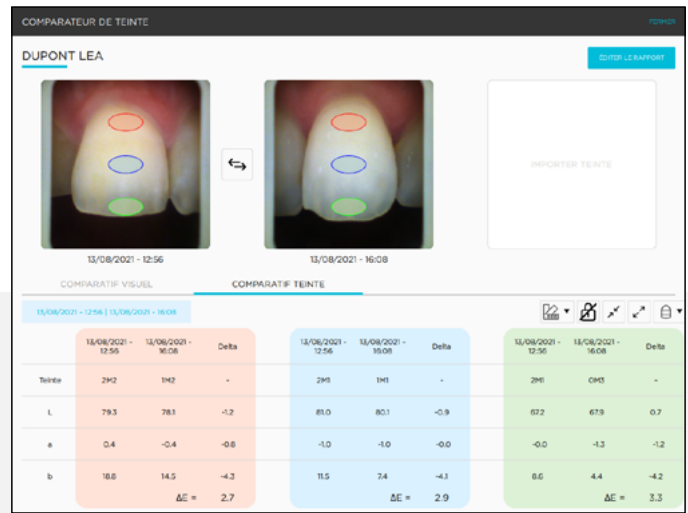 COMPARATEUR DE TEINTE FERMER
DUPONT LEA EDITER LE RAPPORT
IMPORTER TEINTE
13/08/2021 - 12:56 13/08/2021 - 16:08
COMPARATIF VISUEL COMPARATIF TEINTE
13/08/2021 - 12:56 | 13/08/2021 - 16:08
13/08/2021 - 12:56 13/08/2021 - 16:08 Delta 13/08/2021 - 12:56 13/08/2021 - 16:08 Delta 13/08/2021 - 12:56 13/08/2021 - 16:08 Delta
Teinte 2M2 1M2 - 2M1 1M1 - 2M1 0M3 -
L 79.3 78.1 -1.2 81.0 80.1 -0.9 67.2 67.9 0.7
a 0.4 -0.4 -0.8 -1.0 -1.0 -0.0 -0.0 -1.3 -1.2
b 18.8 14.5 -4.3 11.5 7.4 -4.1 8.6 4.4 -4.2
ΔE = 2.7 ΔE = 2.9 ΔE = 3.3